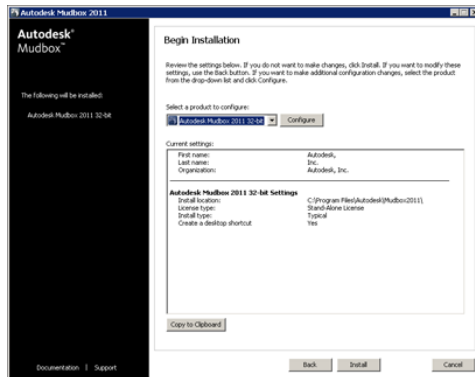 Autodesk Mudbox 2011
Autodesk®
Mudbox™
The following will be installed:
Autodesk Mudbox 2011 32-bit
Documentation | Support
Begin Installation
Review the settings below. If you do not want to make changes, click Install. If you want to modify these
settings, use the Back button. If you want to make additional configuration changes, select the product
from the drop-down list and click Configure.
Select a product to configure:
Autodesk Mudbox 2011 32-bit Configure
Current settings:
First name: Autodesk,
Last name: Inc.
Organization: Autodesk, Inc.
Autodesk Mudbox 2011 32-bit Settings
Install location: C:\Program Files\Autodesk\Mudbox2011\
License type: Stand-Alone License
Install type: Typical
Create a desktop shortcut Yes
Copy to Clipboard
Back Install Cancel